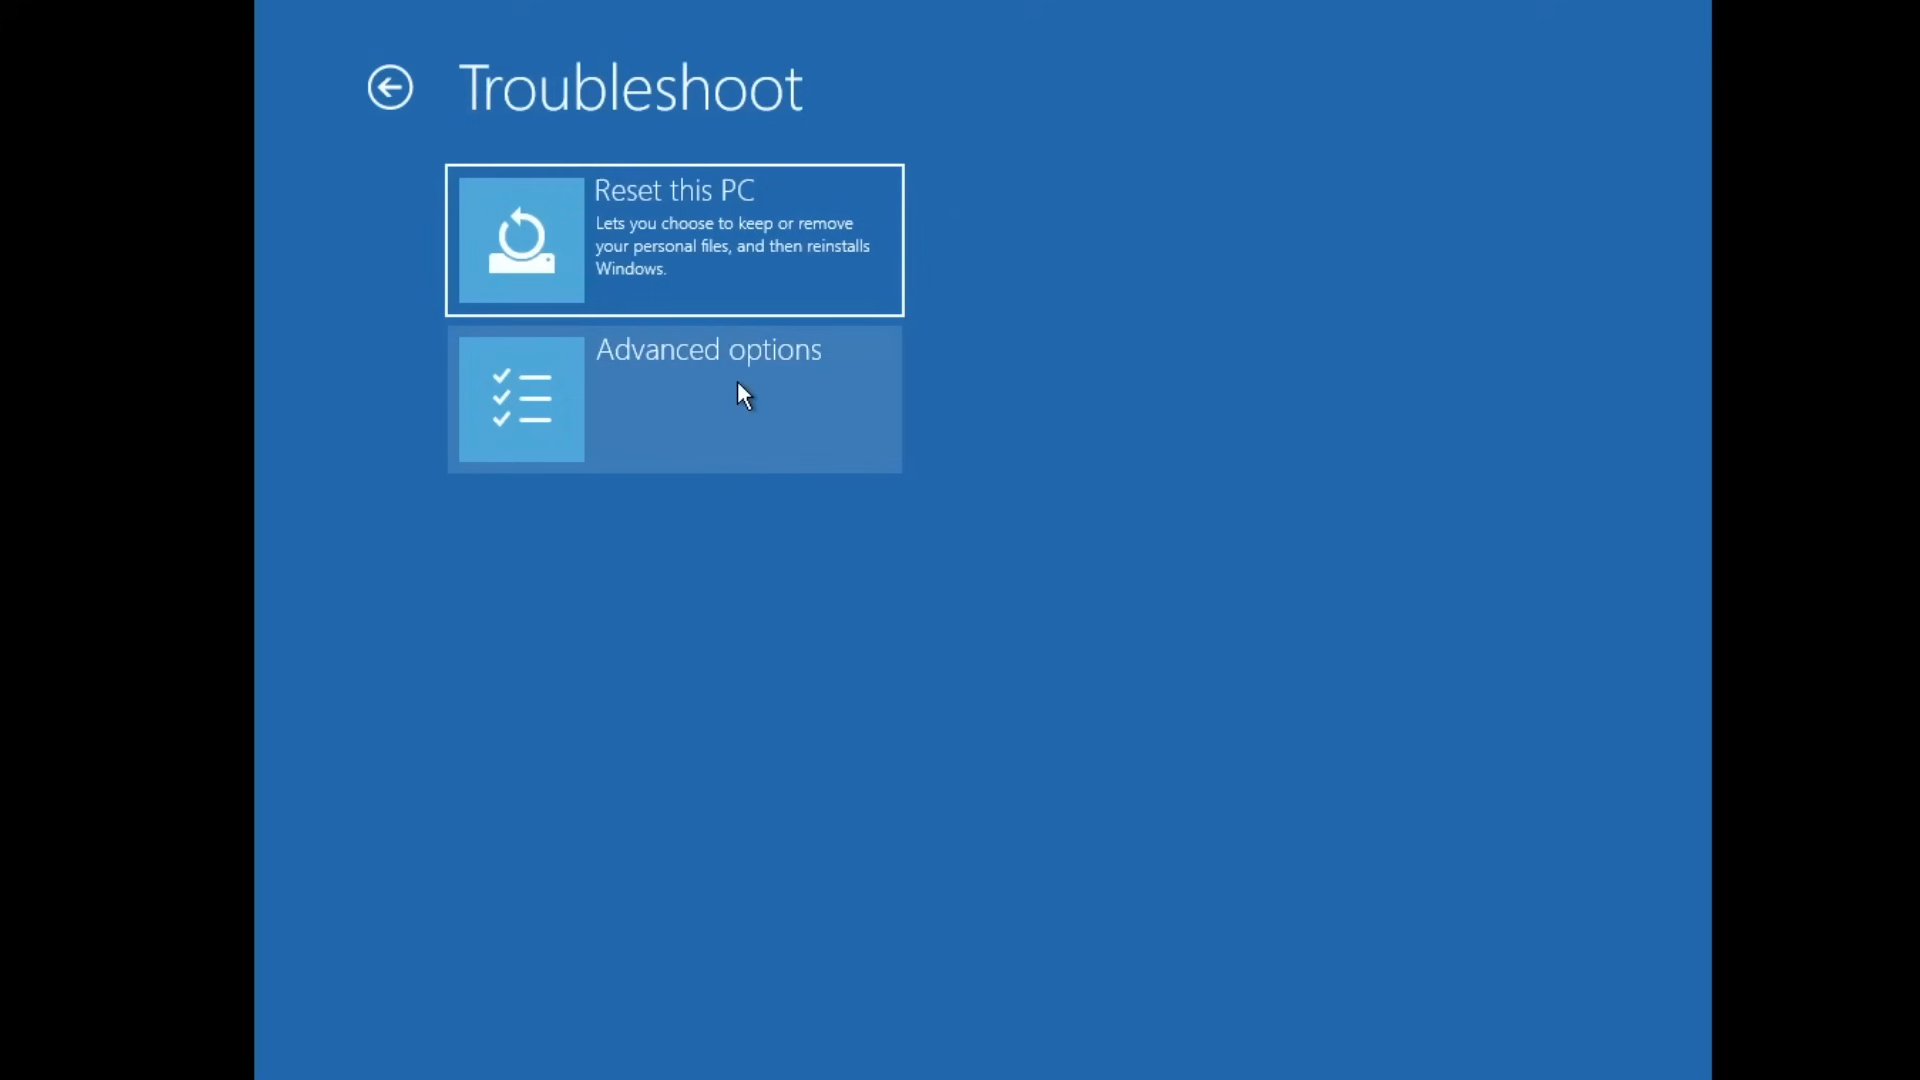 Troubleshoot
Reset this PC
Lets you choose to keep or remove
your personal files, and then reinstalls
Windows.
Advanced options